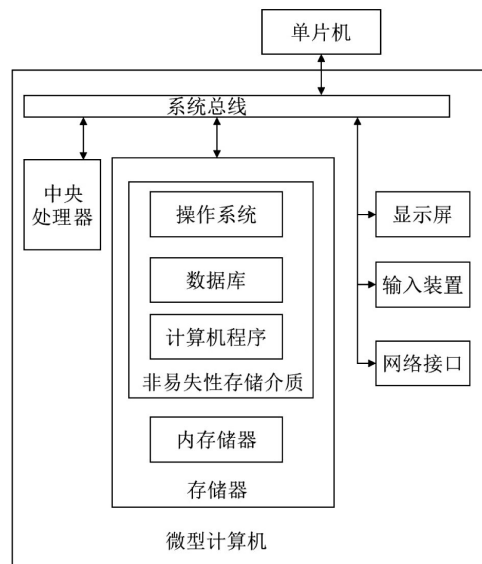 单片机
系统总线
中央
处理器
操作系统
数据库
计算机程序
非易失性存储介质
内存储器
存储器
显示屏
输入装置
网络接口
微型计算机